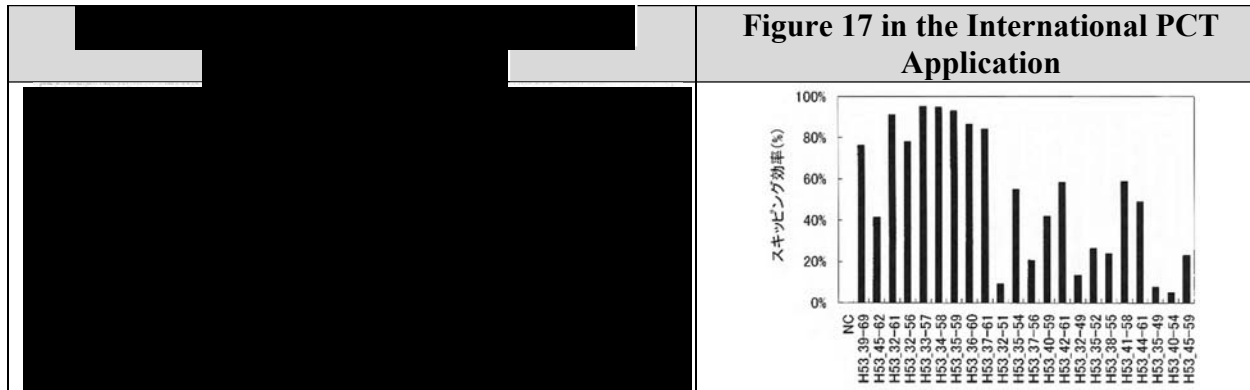 Figure 17 in the International PCT
Application
スキッピング効率(%)
100%
80%
60%
40%
20%
0%
NC
H53_39-69
H53_45-62
H53_32-61
H53_32-56
H53_33-57
H53_34-58
H53_35-59
H53_36-60
H53_37-61
H53_32-51
H53_35-54
H53_37-56
H53_40-59
H53_42-61
H53_32-49
H53_35-52
H53_38-55
H53_41-58
H53_44-61
H53_35-49
H53_40-54
H53_45-59